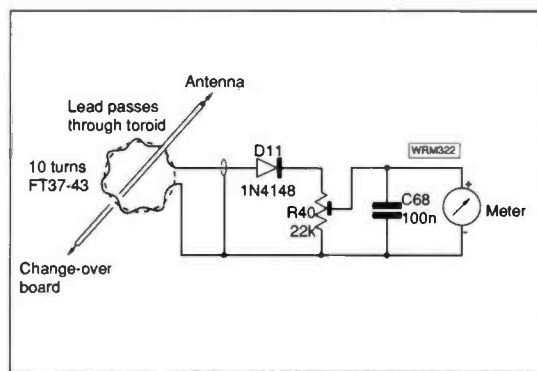 Antenna
Lead passes
through toroid
10 turns
FT37-43
D11
1N4148
WRM322
R40
22k
C68
100n
+
Meter
-
Change-over
board